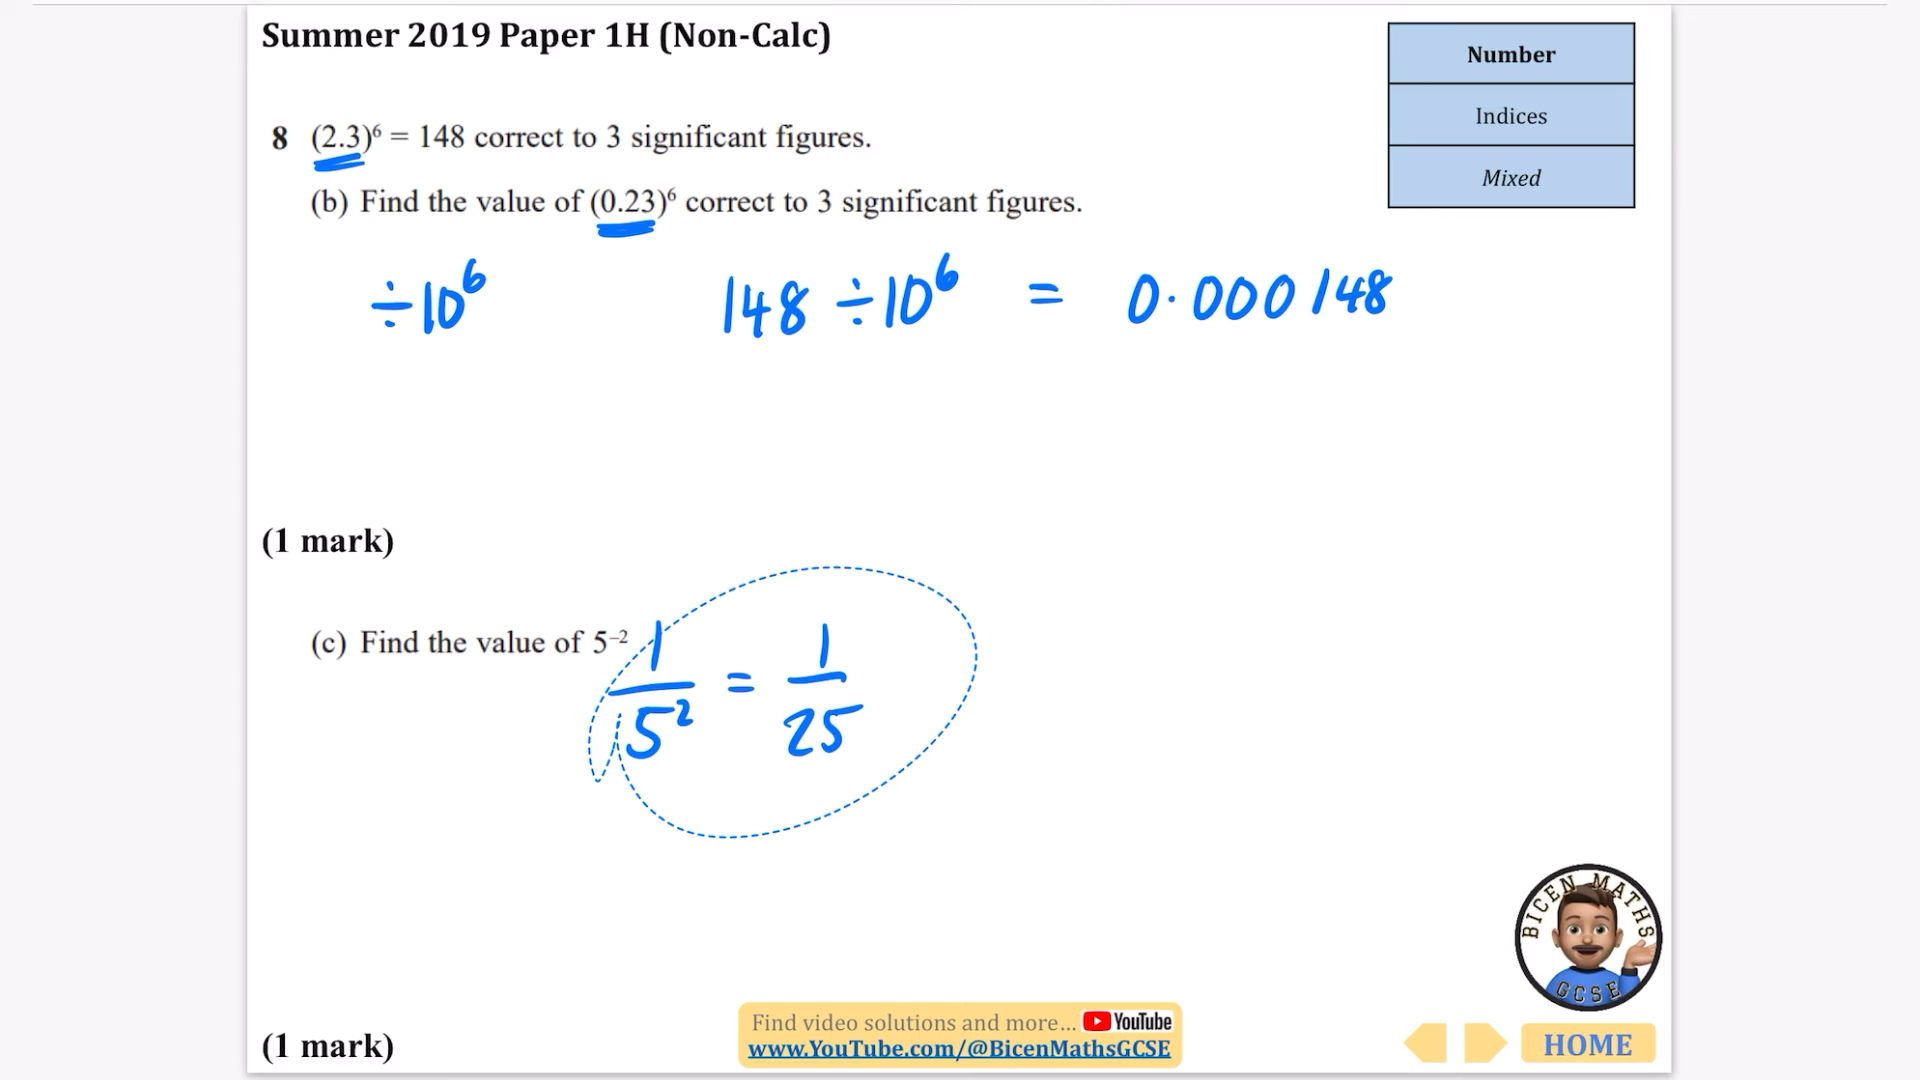 Summer 2019 Paper 1H (Non-Calc)
Number
Indices
Mixed
8 (2.3)⁶ = 148 correct to 3 significant figures.
(b) Find the value of (0.23)⁶ correct to 3 significant figures.
÷10⁶ 148 ÷10⁶ = 0.000148
(1 mark)
(c) Find the value of 5⁻²
1/5² = 1/25
BICEN MATHS
GCSE
(1 mark)
Find video solutions and more... YouTube
www.YouTube.com/@BicenMathsGCSE
HOME